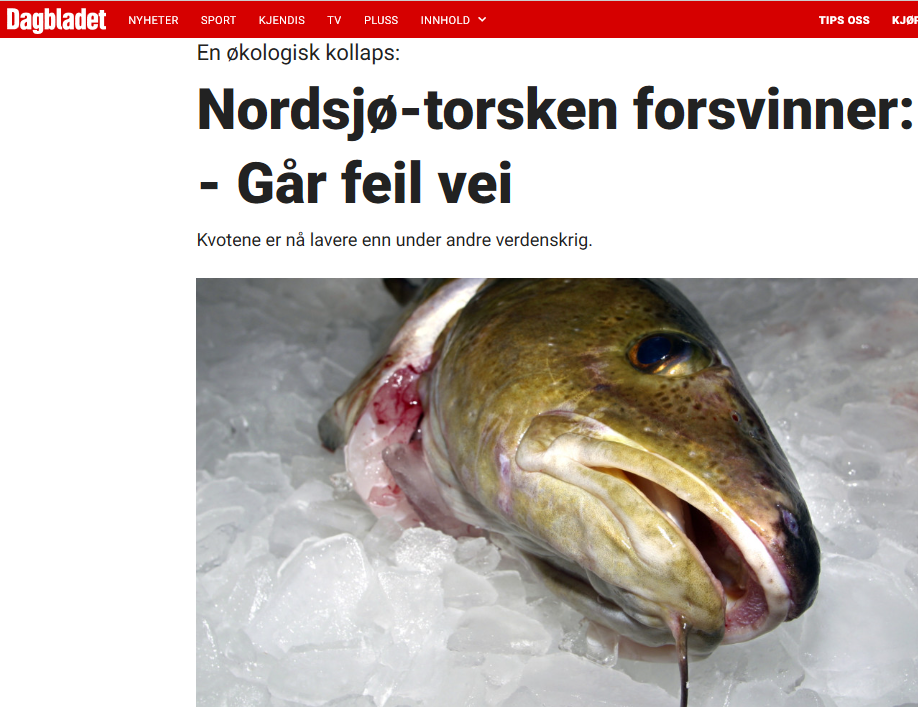 Dagbladet NYHETER SPORT KJENDIS TV PLUSS INNHOLD TIPS OSS
En økologisk kollaps:
Nordsjø-torsken forsvinner:
- Går feil vei
Kvotene er nå lavere enn under andre verdenskrig.